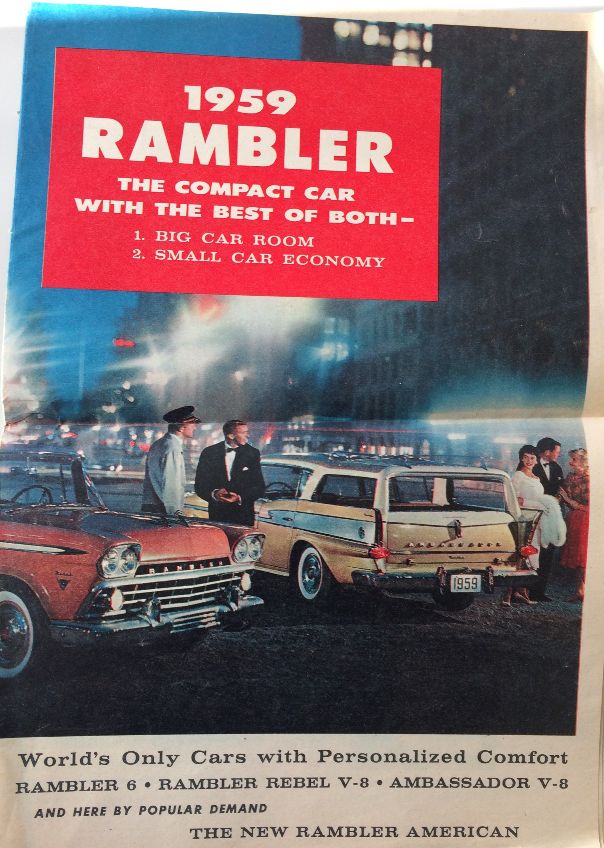 1959
RAMBLER
THE COMPACT CAR
WITH THE BEST OF BOTH—
1. BIG CAR ROOM
2. SMALL CAR ECONOMY
RAMBLER
AMBASSADOR
1959
World's Only Cars with Personalized Comfort
RAMBLER 6 • RAMBLER REBEL V-8 • AMBASSADOR V-8
AND HERE BY POPULAR DEMAND
THE NEW RAMBLER AMERICAN